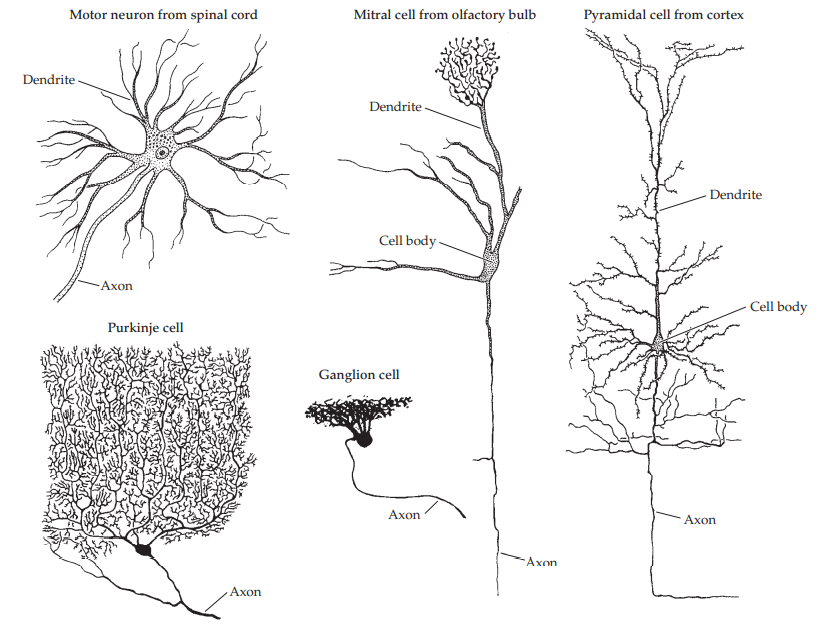 Motor neuron from spinal cord
Dendrite
Axon
Purkinje cell
Axon
Mitral cell from olfactory bulb
Dendrite
Cell body
Ganglion cell
Axon
Axon
Pyramidal cell from cortex
Dendrite
Cell body
Axon